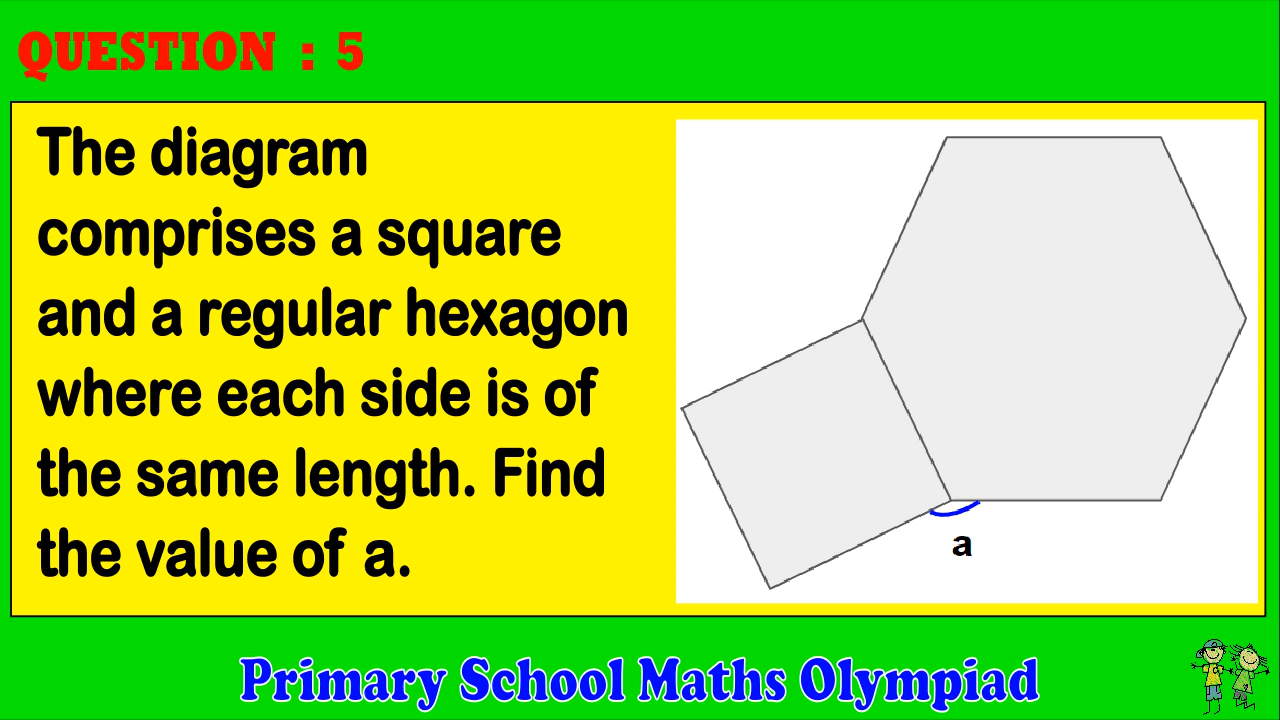 QUESTION : 5
The diagram
comprises a square
and a regular hexagon
where each side is of
the same length. Find
the value of a.
a
Primary School Maths Olympiad